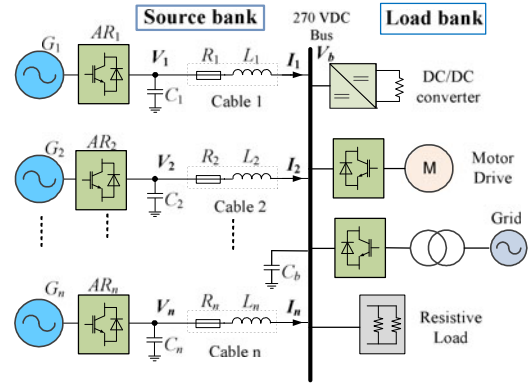 Source bank
270 VDC
Bus
Load bank
G1 AR1 V1 R1 L1 I1 Vb
C1
Cable 1
DC/DC
converter
G2 AR2 V2 R2 L2 I2
C2
Cable 2
M
Motor
Drive
Grid
Cb
Gn ARn Vn Rn Ln In
Cn
Cable n
Resistive
Load